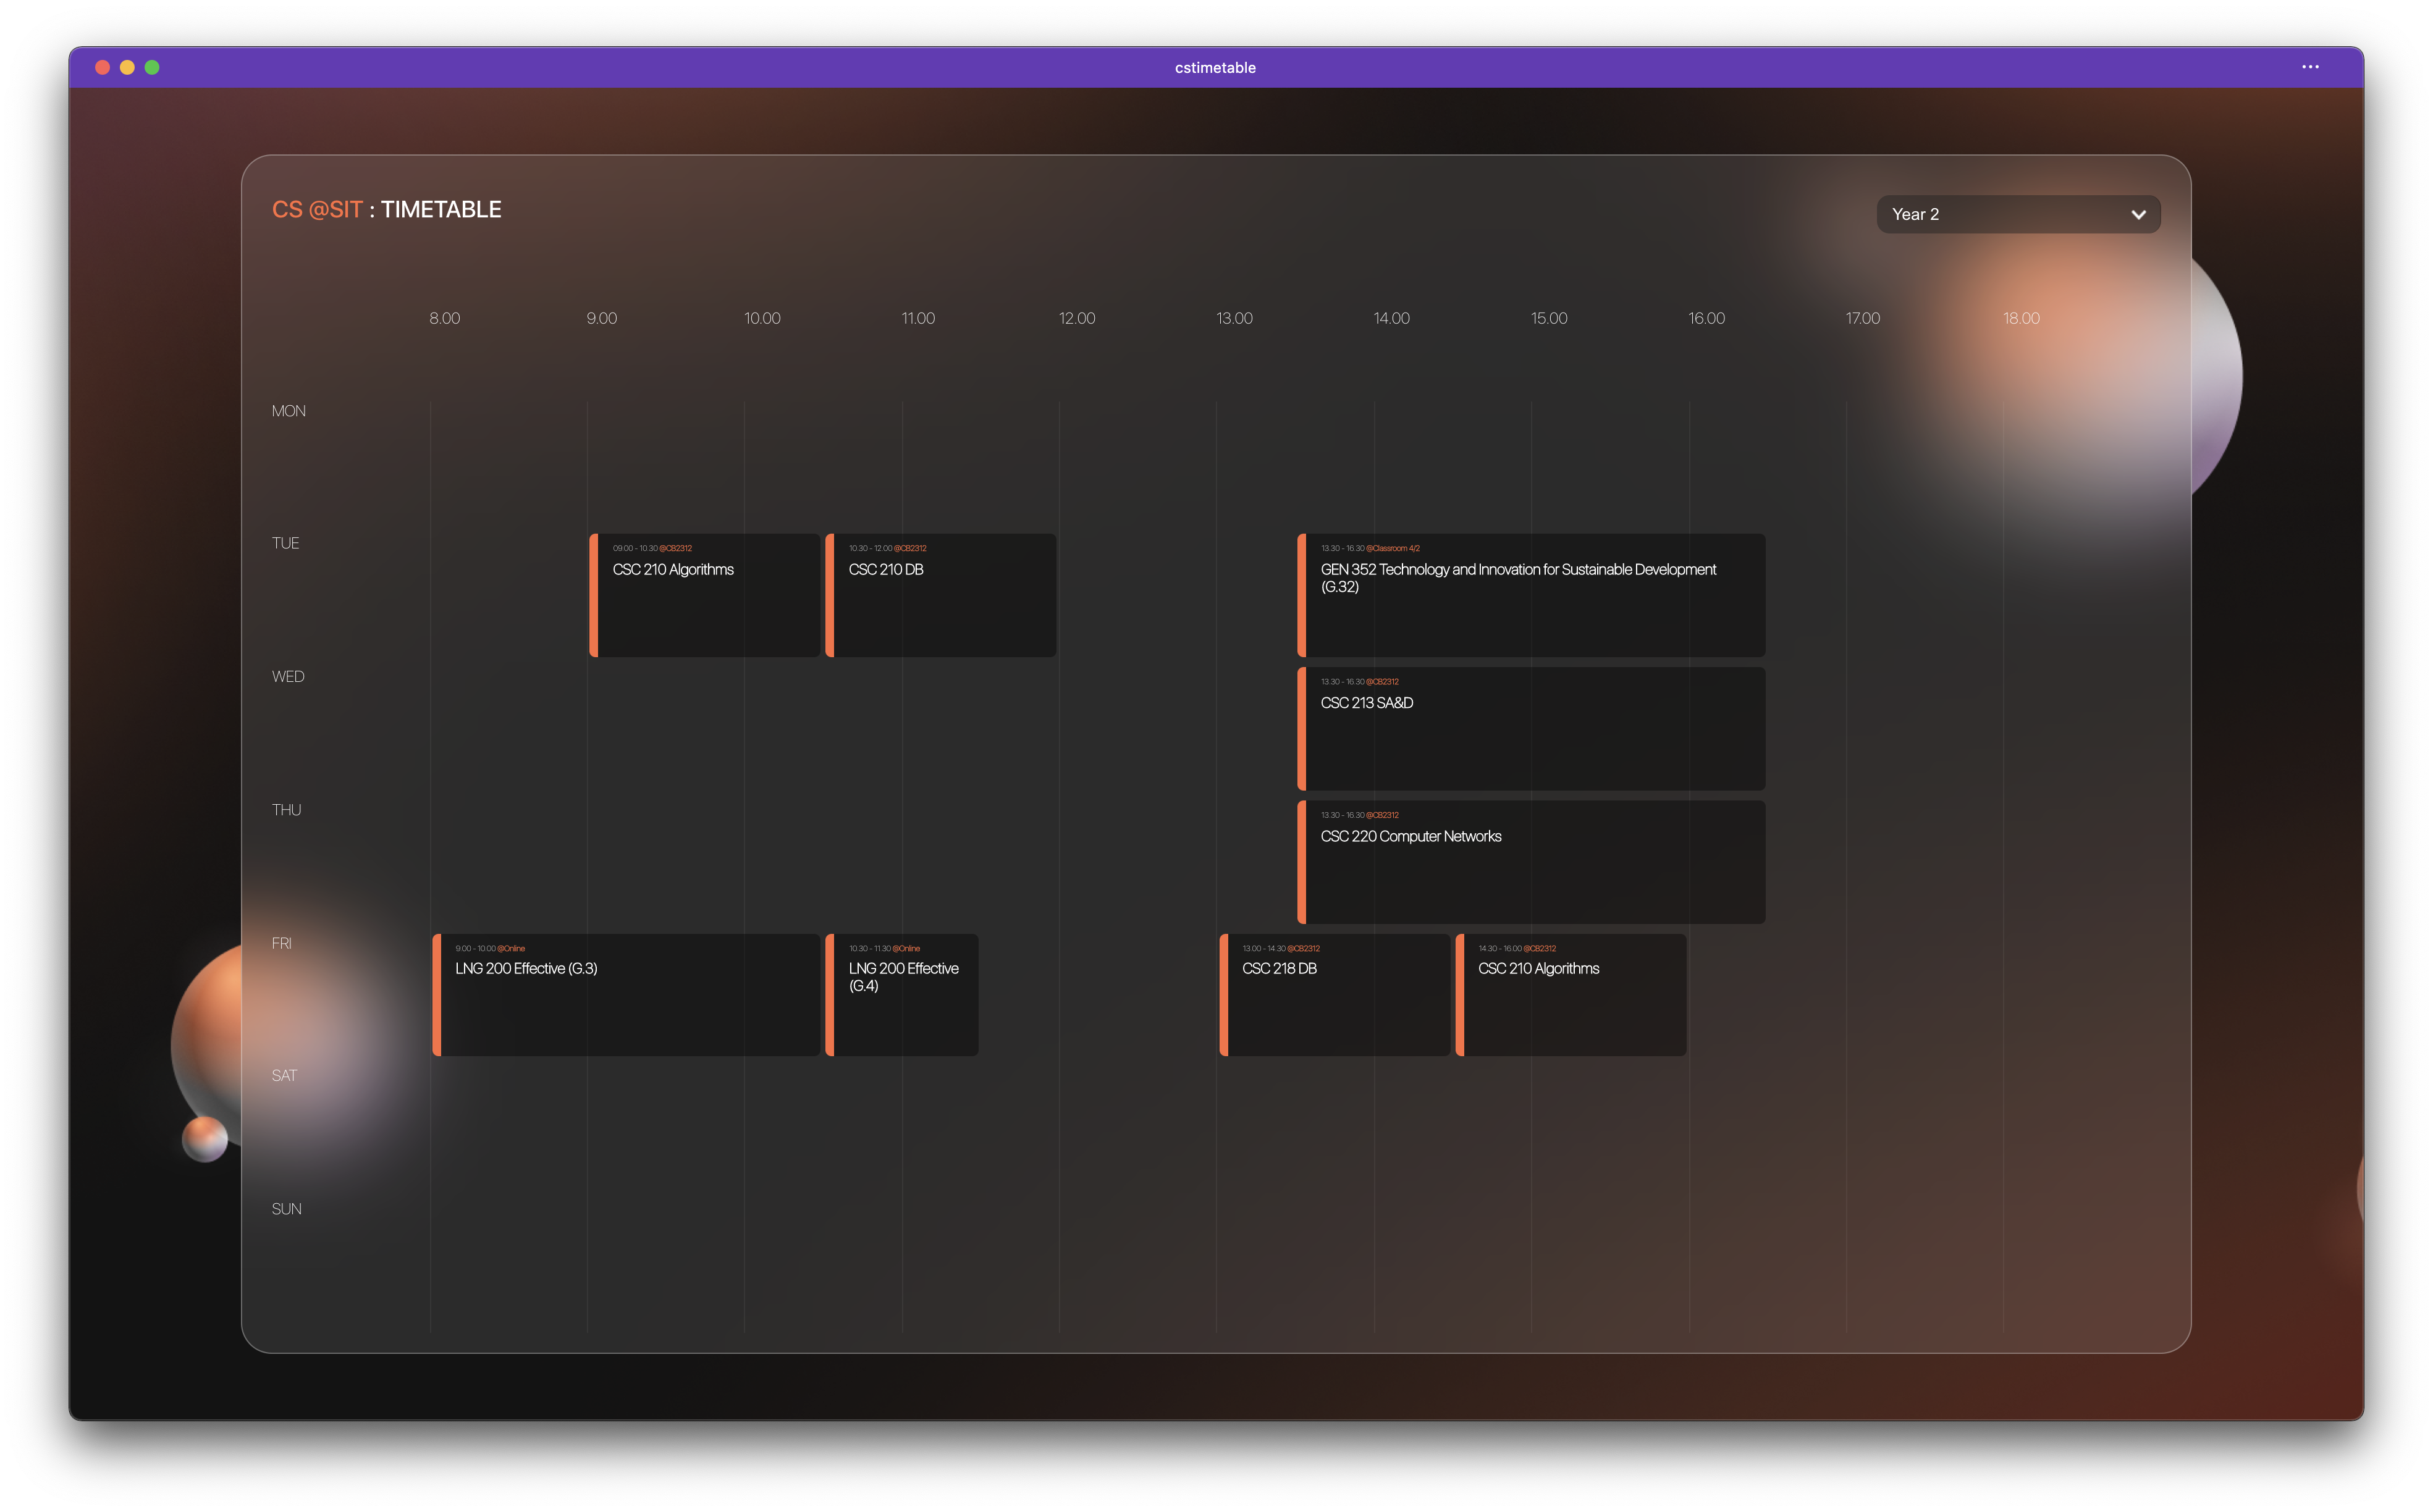 cstimetable
CS @SIT : TIMETABLE
Year 2
8.00 9.00 10.00 11.00 12.00 13.00 14.00 15.00 16.00 17.00 18.00
MON
TUE
09.00 - 10.30 @CB2312
CSC 210 Algorithms
10.30 - 12.00 @CB2312
CSC 210 DB
13.30 - 16.30 @Classroom 4/2
GEN 352 Technology and Innovation for Sustainable Development
(G.32)
WED
13.30 - 16.30 @CB2312
CSC 213 SA&D
THU
13.30 - 16.30 @CB2312
CSC 220 Computer Networks
FRI
9.00 - 10.00 @Online
LNG 200 Effective (G.3)
10.30 - 11.30 @Online
LNG 200 Effective
(G.4)
13.00 - 14.30 @CB2312
CSC 218 DB
14.30 - 16.00 @CB2312
CSC 210 Algorithms
SAT
SUN